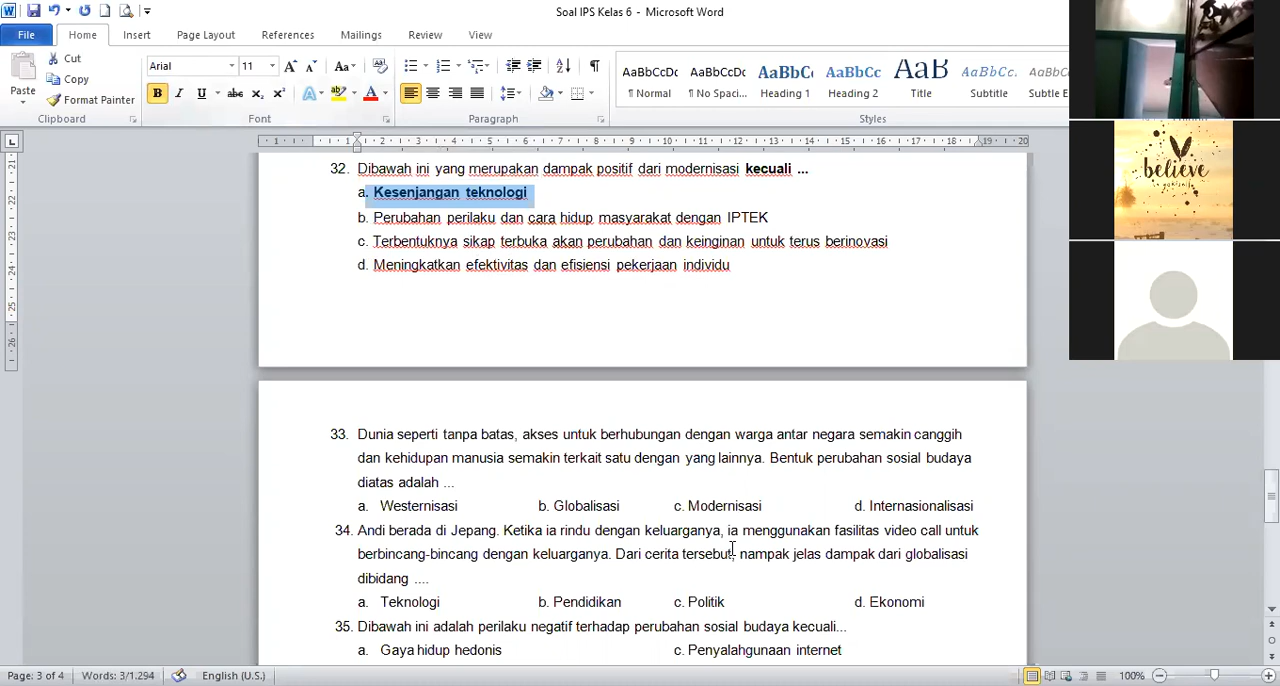 Soal IPS Kelas 6 - Microsoft Word
File Home Insert Page Layout References Mailings Review View
Paste
Cut
Copy
Format Painter
Clipboard
Arial 11
Font
Paragraph
AaBbCcDc AaBbCcDc AaBbC AaBbCc AaB AaBbCc. AaBbCcD
¶ Normal ¶ No Spaci... Heading 1 Heading 2 Title Subtitle Subtle E
Styles
believe
32. Dibawah ini yang merupakan dampak positif dari modernisasi kecuali ...
a. Kesenjangan teknologi
b. Perubahan perilaku dan cara hidup masyarakat dengan IPTEK
c. Terbentuknya sikap terbuka akan perubahan dan keinginan untuk terus berinovasi
d. Meningkatkan efektivitas dan efisiensi pekerjaan individu
33. Dunia seperti tanpa batas, akses untuk berhubungan dengan warga antar negara semakin canggih
dan kehidupan manusia semakin terkait satu dengan yang lainnya. Bentuk perubahan sosial budaya
diatas adalah ...
a. Westernisasi b. Globalisasi c. Modernisasi d. Internasionalisasi
34. Andi berada di Jepang. Ketika ia rindu dengan keluarganya, ia menggunakan fasilitas video call untuk
berbincang-bincang dengan keluarganya. Dari cerita tersebut, nampak jelas dampak dari globalisasi
dibidang ....
a. Teknologi b. Pendidikan c. Politik d. Ekonomi
35. Dibawah ini adalah perilaku negatif terhadap perubahan sosial budaya kecuali...
a. Gaya hidup hedonis c. Penyalahgunaan internet
Page: 3 of 4 Words: 3/1.294 English (U.S.) 100%